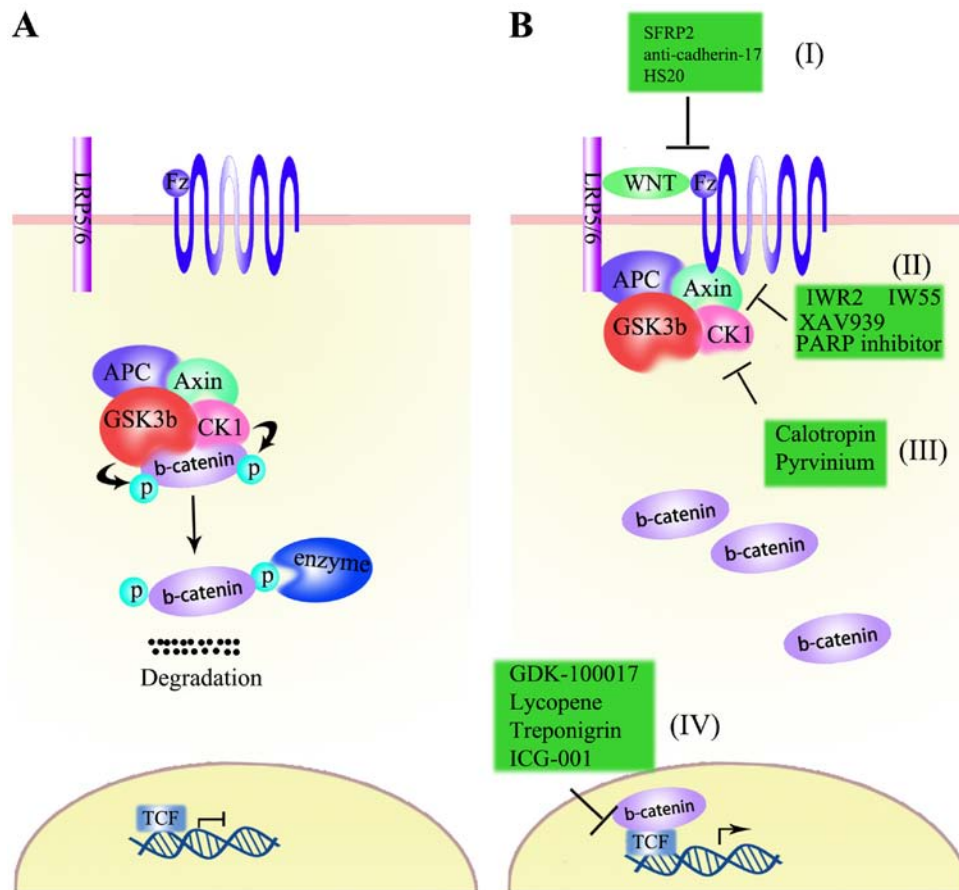 A
LRP5/6
Fz
APC
Axin
GSK3b
CK1
b-catenin
p
p
p
b-catenin
p
enzyme
Degradation
TCF
B
SFRP2
anti-cadherin-17
HS20
(I)
LRP5/6
WNT
Fz
APC
Axin
GSK3b
CK1
(II)
IWR2 IW55
XAV939
PARP inhibitor
Calotropin
Pyrvinium
(III)
b-catenin
b-catenin
b-catenin
GDK-100017
Lycopene
Treponigrin
ICG-001
(IV)
b-catenin
TCF